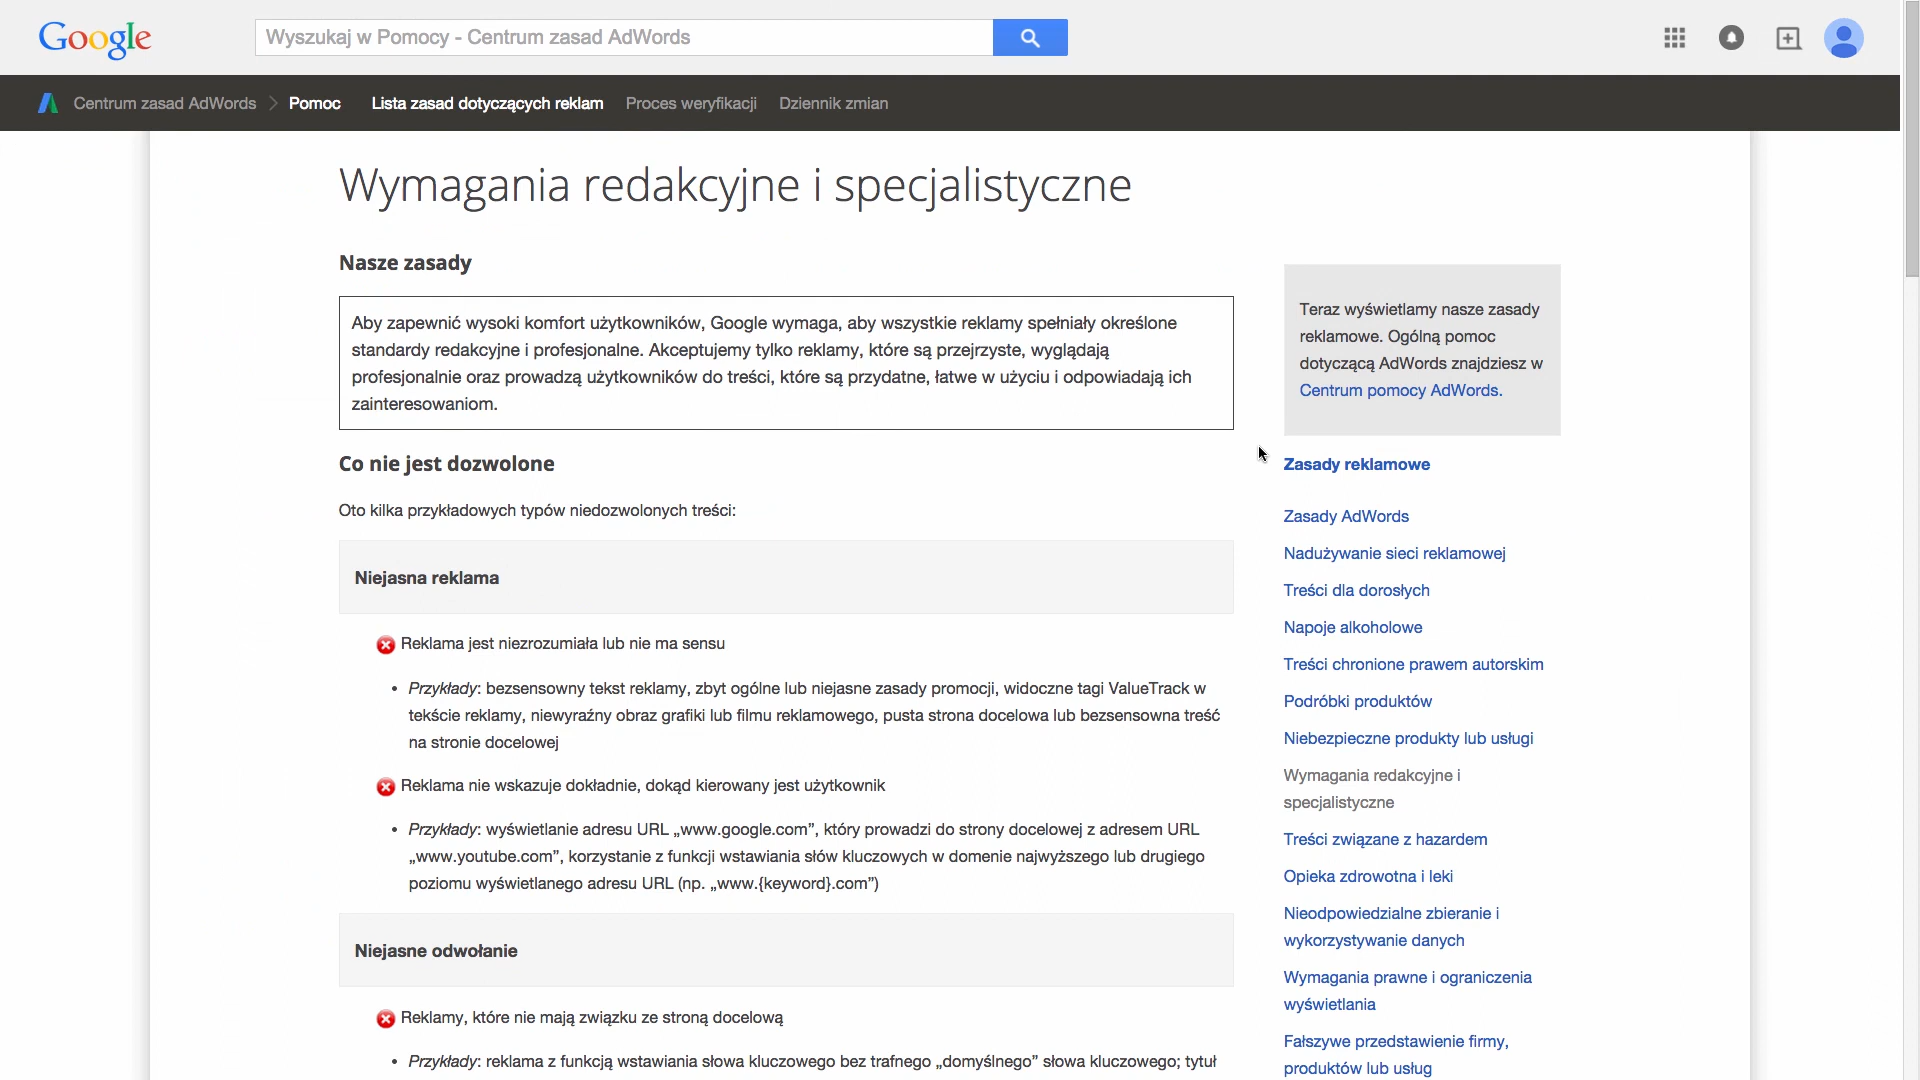 Google
Wyszukaj w Pomocy - Centrum zasad AdWords
Centrum zasad AdWords
Pomoc
Lista zasad dotyczących reklam
Proces weryfikacji
Dziennik zmian
Wymagania redakcyjne i specjalistyczne
Nasze zasady
Aby zapewnić wysoki komfort użytkowników, Google wymaga, aby wszystkie reklamy spełniały określone
standardy redakcyjne i profesjonalne. Akceptujemy tylko reklamy, które są przejrzyste, wyglądają
profesjonalnie oraz prowadzą użytkowników do treści, które są przydatne, łatwe w użyciu i odpowiadają ich
zainteresowaniom.
Co nie jest dozwolone
Oto kilka przykładowych typów niedozwolonych treści:
Niejasna reklama
Reklama jest niezrozumiała lub nie ma sensu
• Przykłady: bezsensowny tekst reklamy, zbyt ogólne lub niejasne zasady promocji, widoczne tagi ValueTrack w
tekście reklamy, niewyraźny obraz grafiki lub filmu reklamowego, pusta strona docelowa lub bezsensowna treść
na stronie docelowej
Reklama nie wskazuje dokładnie, dokąd kierowany jest użytkownik
• Przykłady: wyświetlanie adresu URL „www.google.com”, który prowadzi do strony docelowej z adresem URL
„www.youtube.com”, korzystanie z funkcji wstawiania słów kluczowych w domenie najwyższego lub drugiego
poziomu wyświetlanego adresu URL (np. „www.{keyword}.com”)
Niejasne odwołanie
Reklamy, które nie mają związku ze stroną docelową
• Przykłady: reklama z funkcją wstawiania słowa kluczowego bez trafnego „domyślnego” słowa kluczowego; tytuł
Teraz wyświetlamy nasze zasady
reklamowe. Ogólną pomoc
dotyczącą AdWords znajdziesz w
Centrum pomocy AdWords.
Zasady reklamowe
Zasady AdWords
Nadużywanie sieci reklamowej
Treści dla dorosłych
Napoje alkoholowe
Treści chronione prawem autorskim
Podróbki produktów
Niebezpieczne produkty lub usługi
Wymagania redakcyjne i
specjalistyczne
Treści związane z hazardem
Opieka zdrowotna i leki
Nieodpowiedzialne zbieranie i
wykorzystywanie danych
Wymagania prawne i ograniczenia
wyświetlania
Fałszywe przedstawienie firmy,
produktów lub usług